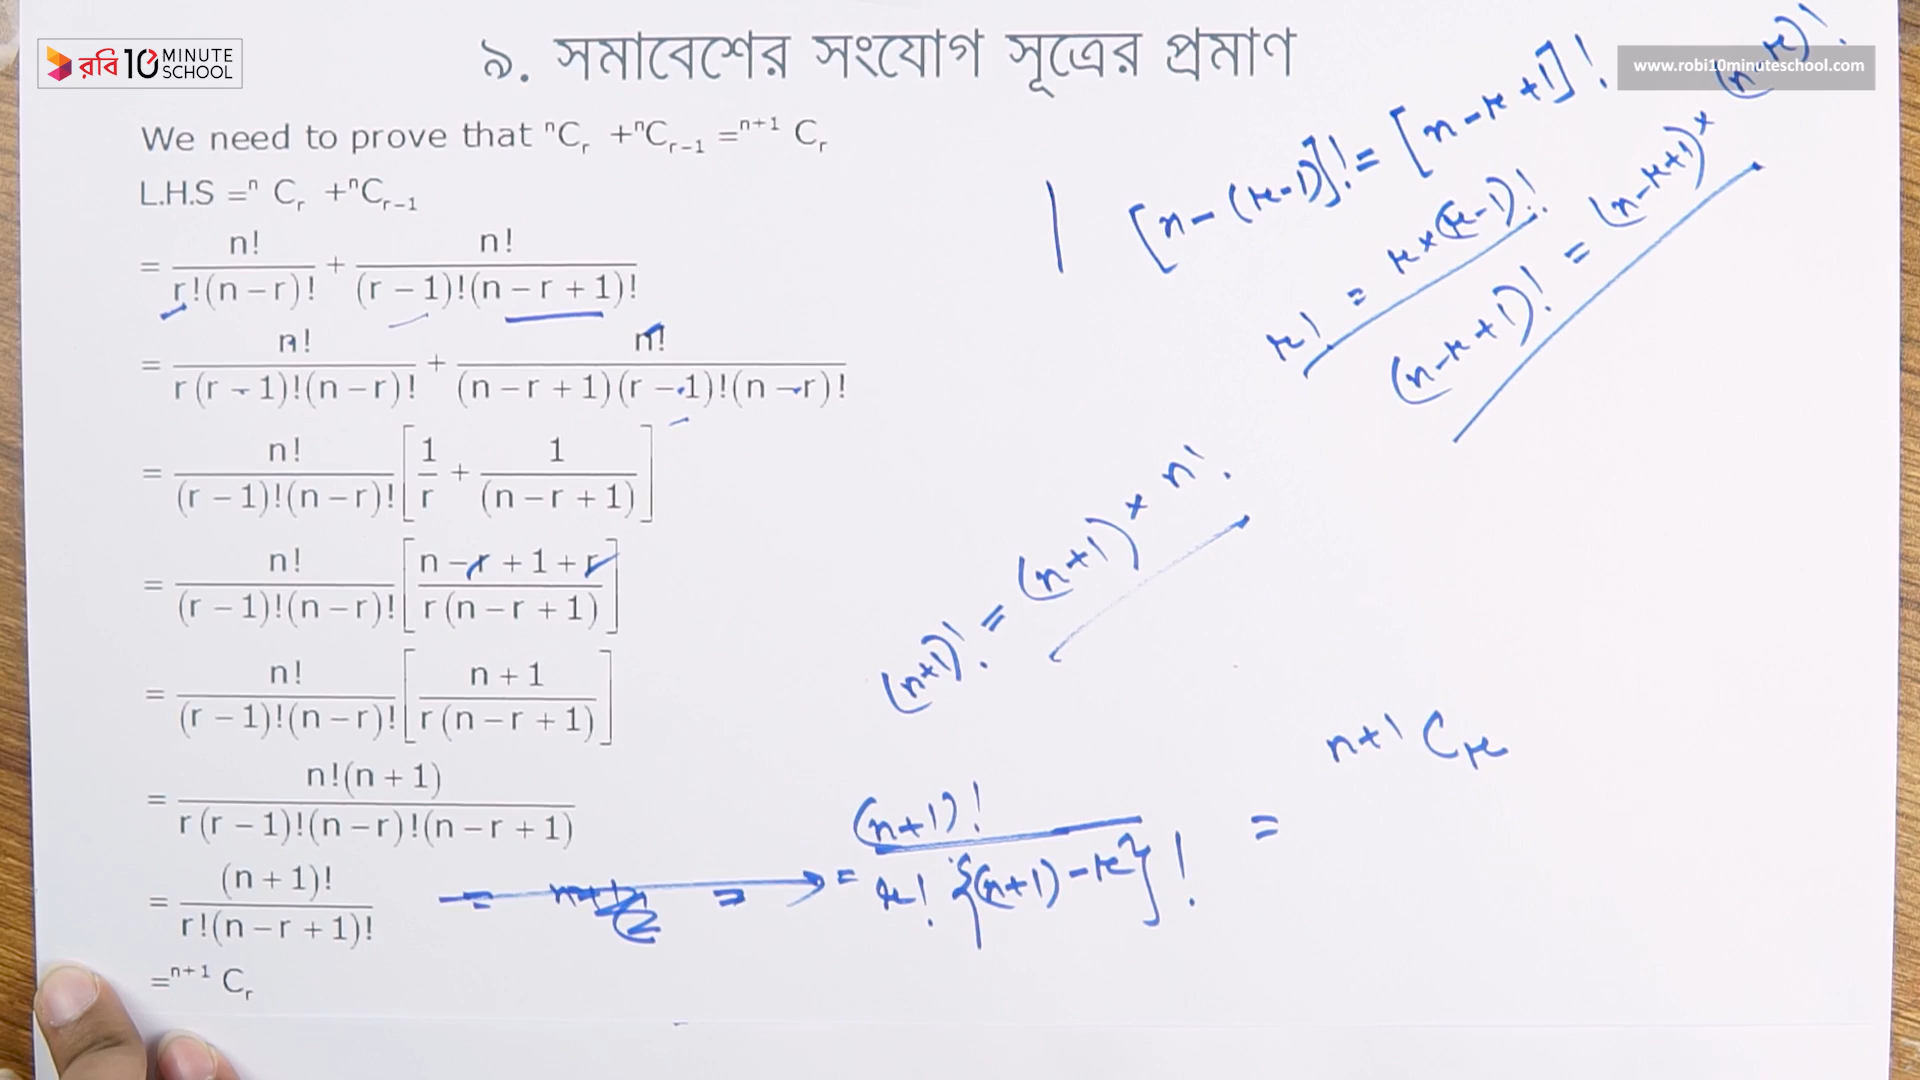 রবি 10 MINUTE SCHOOL
৯. সমাবেশের সংযোগ সূত্রের প্রমাণ
www.robi10minuteschool.com
We need to prove that ⁿCᵣ +ⁿCᵣ₋₁ =ⁿ⁺¹ Cᵣ
L.H.S =ⁿ Cᵣ +ⁿCᵣ₋₁
= n!/(r!(n−r)!) + n!/((r−1)!(n−r+1)!)
= n!/(r(r−1)!(n−r)!) + n!/((n−r+1)(r−1)!(n−r)!)
= n!/((r−1)!(n−r)!) [1/r + 1/(n−r+1)]
= n!/((r−1)!(n−r)!) [(n−r+1+r)/(r(n−r+1))]
= n!/((r−1)!(n−r)!) [(n+1)/(r(n−r+1))]
= n!(n+1)/(r(r−1)!(n−r)!(n−r+1))
= (n+1)!/(r!(n−r+1)!)
=ⁿ⁺¹ Cᵣ
[n−(r−1)]! = [n−r+1]!
r! = r×(r−1)!
(n−r+1)! = (n−r+1)×(n−r)!
(n+1)! = (n+1)×n!
= (n+1)!/(r!{(n+1)−r}!) = ⁿ⁺¹Cᵣ